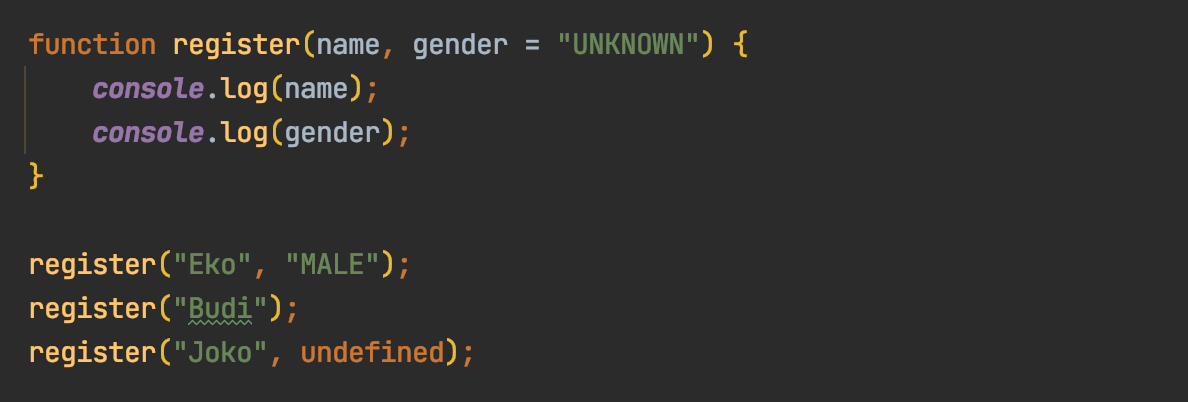 function register(name, gender = "UNKNOWN") {
    console.log(name);
    console.log(gender);
}
register("Eko", "MALE");
register("Budi");
register("Joko", undefined);